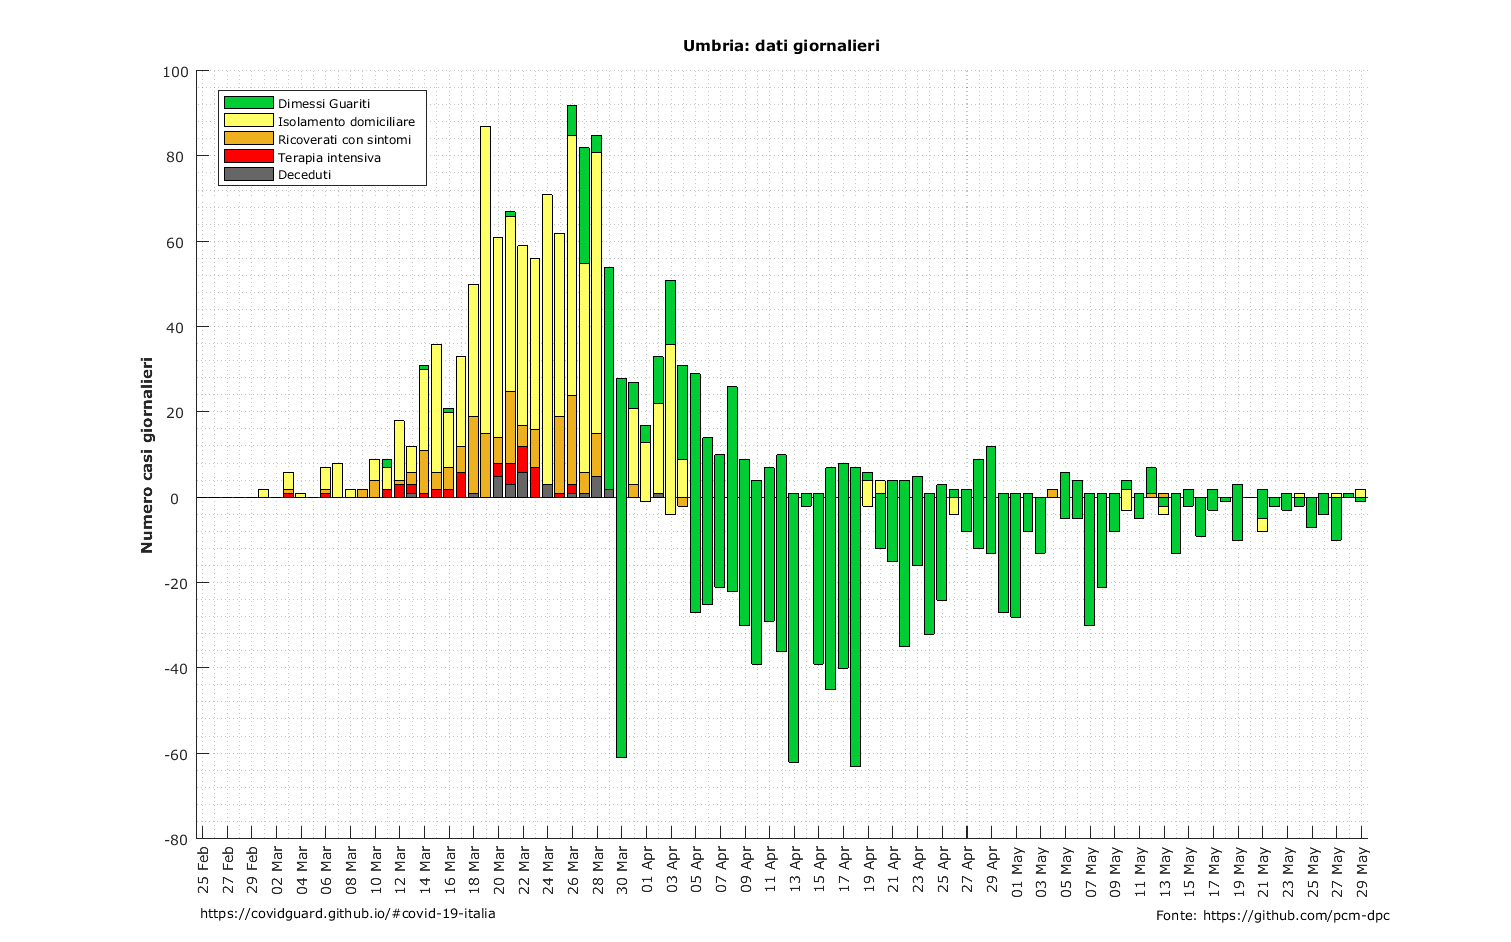 Umbria: dati giornalieri
Numero casi giornalieri
100
80
60
40
20
0
-20
-40
-60
-80
Dimessi Guariti
Isolamento domiciliare
Ricoverati con sintomi
Terapia intensiva
Deceduti
25 Feb
27 Feb
29 Feb
02 Mar
04 Mar
06 Mar
08 Mar
10 Mar
12 Mar
14 Mar
16 Mar
18 Mar
20 Mar
22 Mar
24 Mar
26 Mar
28 Mar
30 Mar
01 Apr
03 Apr
05 Apr
07 Apr
09 Apr
11 Apr
13 Apr
15 Apr
17 Apr
19 Apr
21 Apr
23 Apr
25 Apr
27 Apr
29 Apr
01 May
03 May
05 May
07 May
09 May
11 May
13 May
15 May
17 May
19 May
21 May
23 May
25 May
27 May
29 May
https://covidguard.github.io/#covid-19-italia
Fonte: https://github.com/pcm-dpc